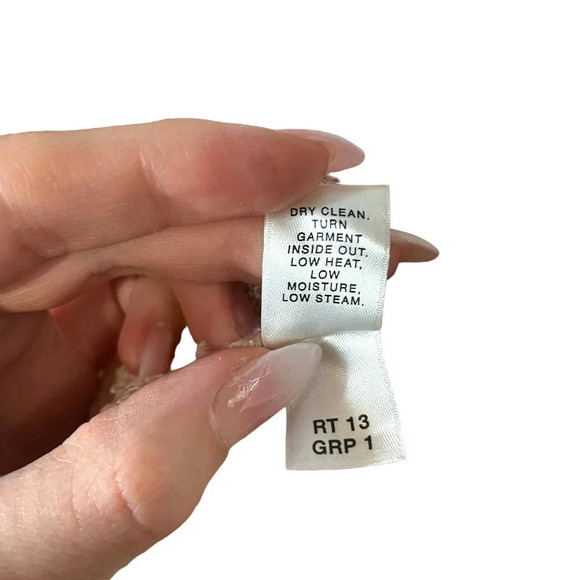 DRY CLEAN.
TURN
GARMENT
INSIDE OUT.
LOW HEAT,
LOW
MOISTURE,
LOW STEAM.
RT 13
GRP 1